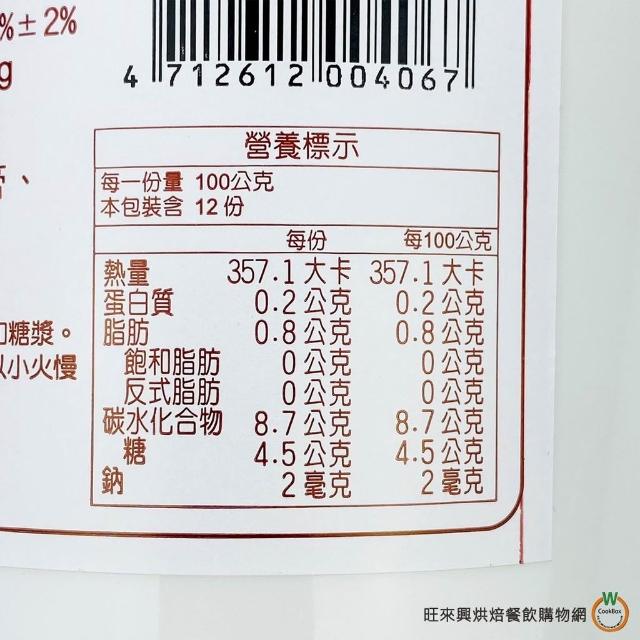 %±2%
4 712612 004067
g
營養標示
每一份量 100公克
本包裝含 12份
每份 每100公克
熱量 357.1大卡 357.1大卡
蛋白質 0.2公克 0.2公克
脂肪 0.8公克 0.8公克
飽和脂肪 0公克 0公克
反式脂肪 0公克 0公克
碳水化合物 8.7公克 8.7公克
糖 4.5公克 4.5公克
鈉 2毫克 2毫克
糖漿。
小火慢
旺來興烘焙餐飲購物網
W
CookBox